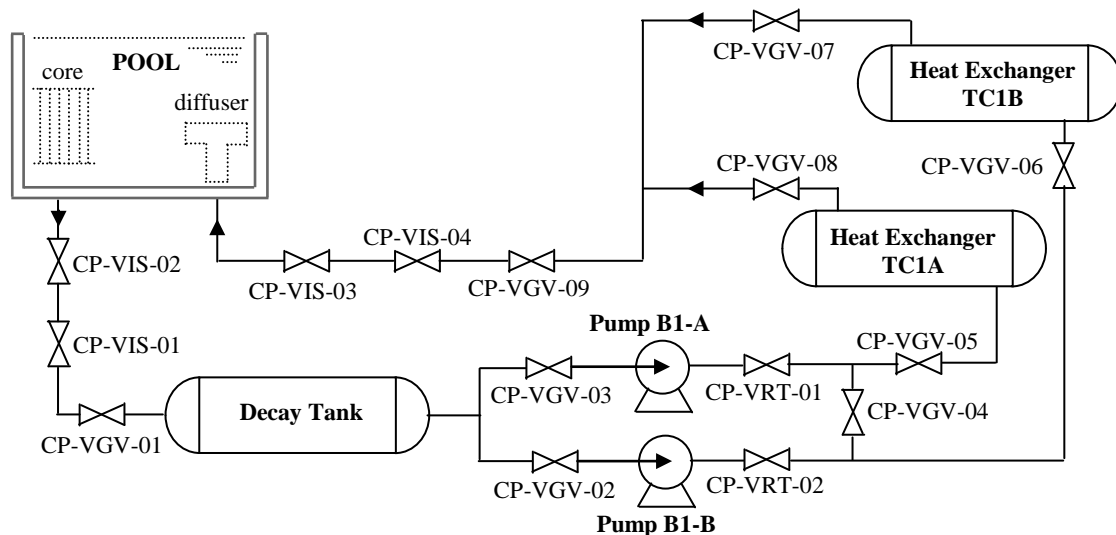 POOL
core
diffuser
CP-VGV-07
Heat Exchanger
TC1B
CP-VGV-06
CP-VGV-08
Heat Exchanger
TC1A
CP-VIS-04
CP-VIS-02
CP-VIS-03
CP-VGV-09
CP-VIS-01
Pump B1-A
CP-VGV-05
CP-VGV-03
CP-VRT-01
CP-VGV-04
Decay Tank
CP-VGV-01
CP-VGV-02
CP-VRT-02
Pump B1-B